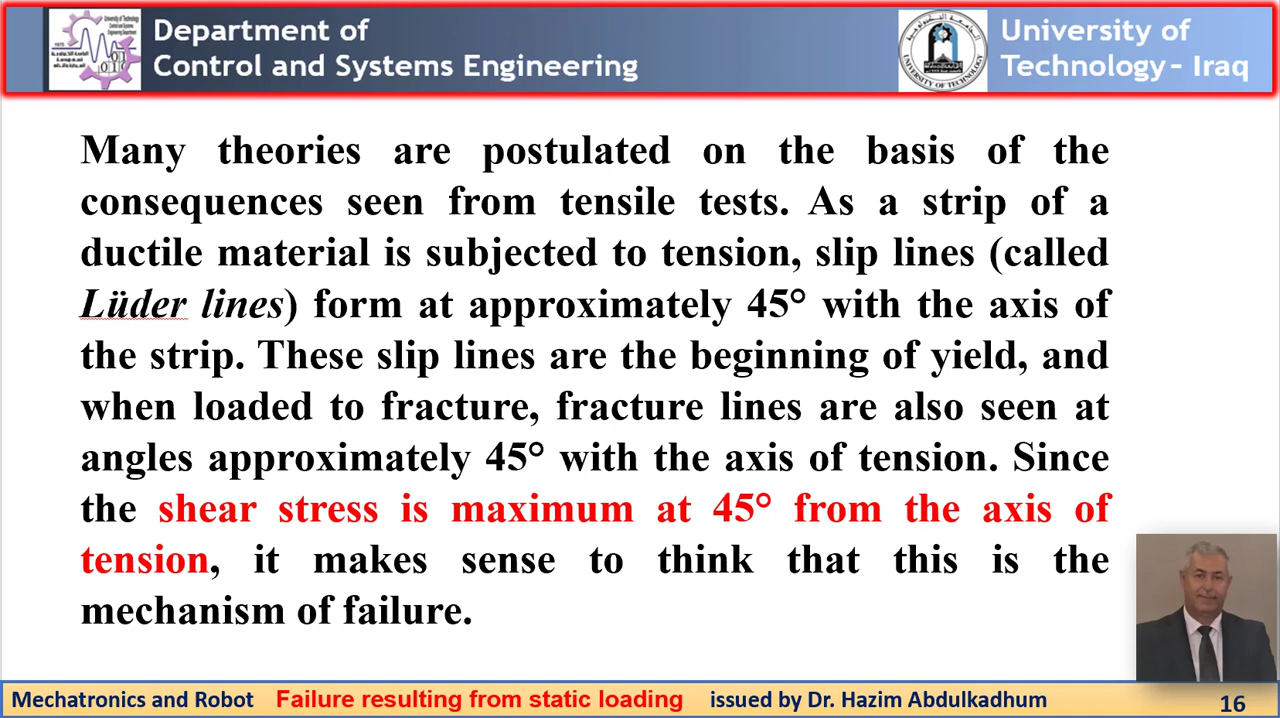 Department of
Control and Systems Engineering
University of
Technology - Iraq
UNIVERSITY OF TECHNOLOGY
Many theories are postulated on the basis of the
consequences seen from tensile tests. As a strip of a
ductile material is subjected to tension, slip lines (called
Lüder lines) form at approximately 45° with the axis of
the strip. These slip lines are the beginning of yield, and
when loaded to fracture, fracture lines are also seen at
angles approximately 45° with the axis of tension. Since
the shear stress is maximum at 45° from the axis of
tension, it makes sense to think that this is the
mechanism of failure.
Mechatronics and Robot Failure resulting from static loading issued by Dr. Hazim Abdulkadhum 16